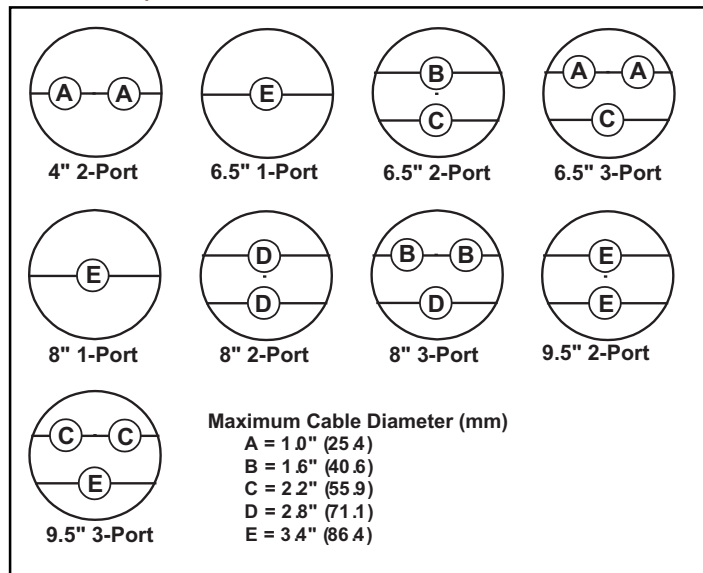 A A E B A A
C C
4" 2-Port 6.5" 1-Port 6.5" 2-Port 6.5" 3-Port
E D B B E
D D E
8" 1-Port 8" 2-Port 8" 3-Port 9.5" 2-Port
C C
E
9.5" 3-Port
Maximum Cable Diameter (mm)
A = 1.0" (25.4)
B = 1.6" (40.6)
C = 2.2" (55.9)
D = 2.8" (71.1)
E = 3.4" (86.4)